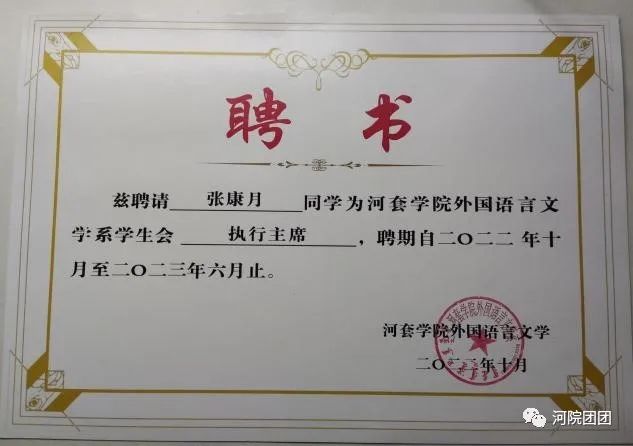 聘 书
兹聘请 张康月 同学为河套学院外国语言文
学系学生会 执行主席 ，聘期自二〇二二 年十
月至二〇二三年六月止。
河套学院外国语言文学
二〇二二年十月
河院团团